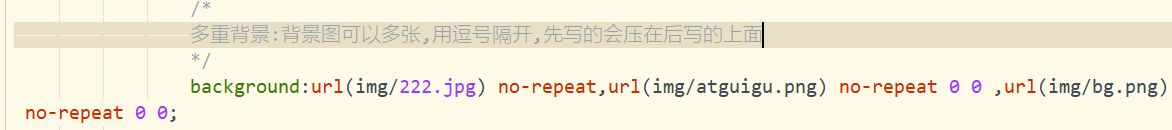 /*
多重背景:背景图可以多张,用逗号隔开,先写的会压在后写的上面
*/
background:url(img/222.jpg) no-repeat,url(img/atguigu.png) no-repeat 0 0 ,url(img/bg.png)
no-repeat 0 0;